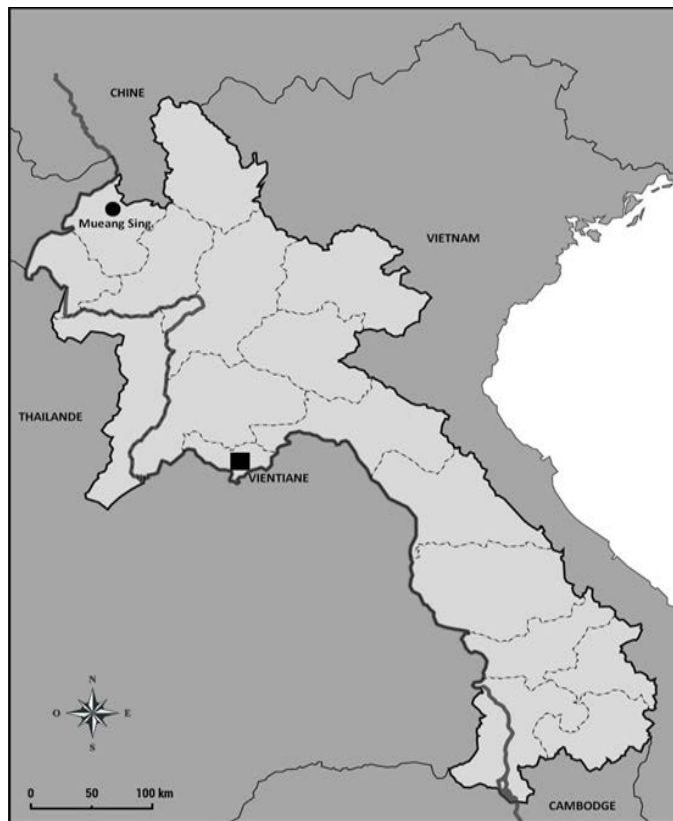 CHINE
Mueang Sing.
VIETNAM
THAILANDE
VIENTIANE
N
O E
S
0 50 100 km
CAMBODGE